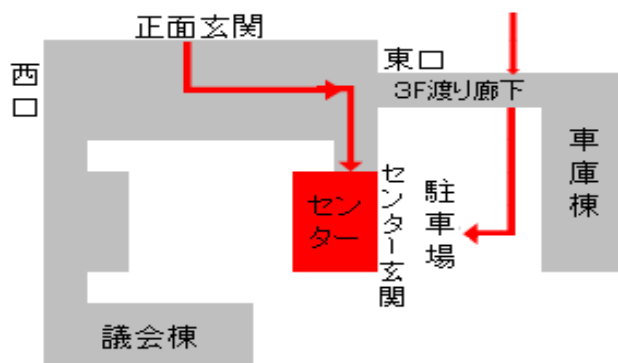 正面玄関
西口
東口
3F渡り廊下
車庫棟
センター
センター玄関
駐車場
議会棟